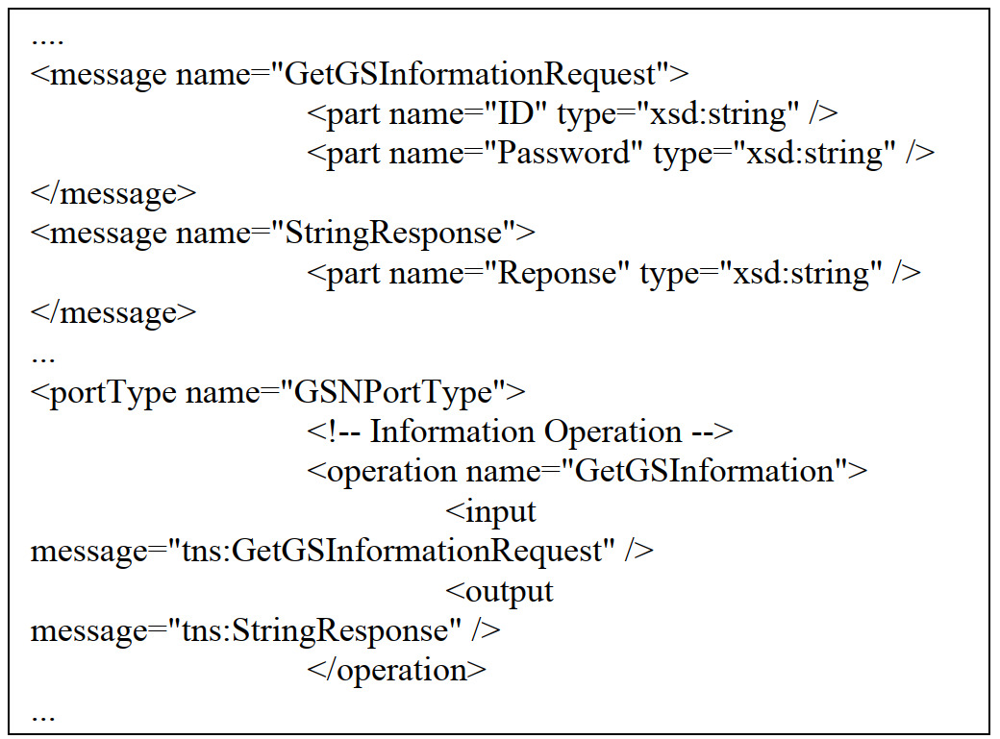 ....
<message name="GetGSInformationRequest">
<part name="ID" type="xsd:string" />
<part name="Password" type="xsd:string" />
</message>
<message name="StringResponse">
<part name="Reponse" type="xsd:string" />
</message>
...
<portType name="GSNPortType">
<!-- Information Operation -->
<operation name="GetGSInformation">
<input
message="tns:GetGSInformationRequest" />
<output
message="tns:StringResponse" />
</operation>
...